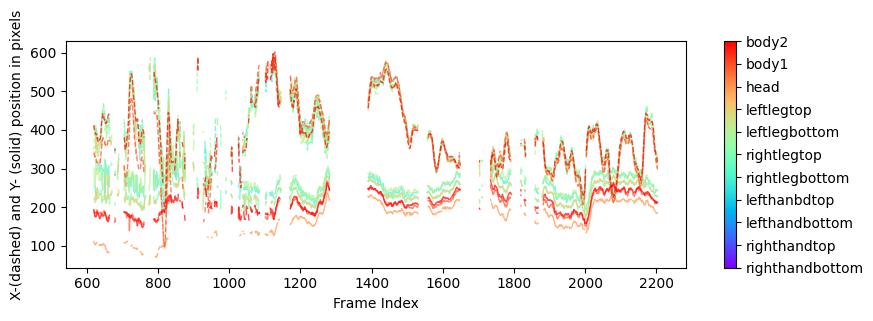 X-(dashed) and Y- (solid) position in pixels
600
500
400
300
200
100
600 800 1000 1200 1400 1600 1800 2000 2200
Frame Index
body2
body1
head
leftlegtop
leftlegbottom
rightlegtop
rightlegbottom
lefthanbdtop
lefthandbottom
righthandtop
righthandbottom